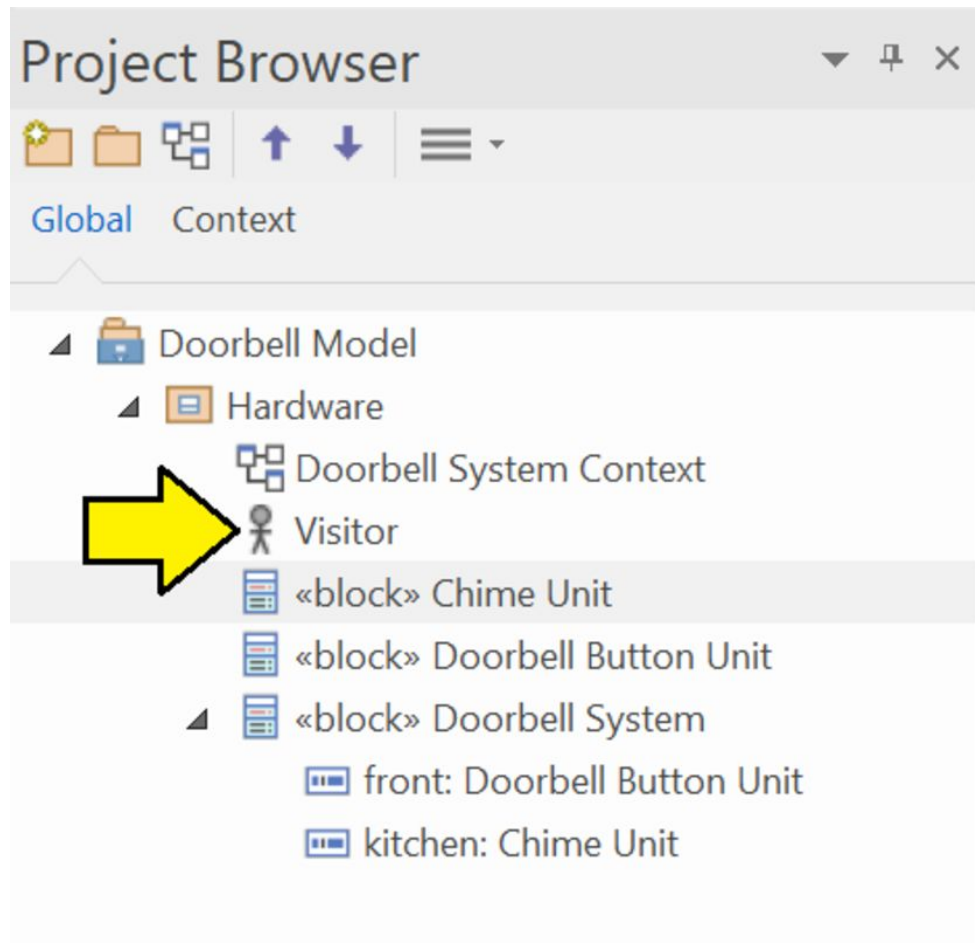 Project Browser
Global Context
Doorbell Model
Hardware
Doorbell System Context
Visitor
«block» Chime Unit
«block» Doorbell Button Unit
«block» Doorbell System
front: Doorbell Button Unit
kitchen: Chime Unit